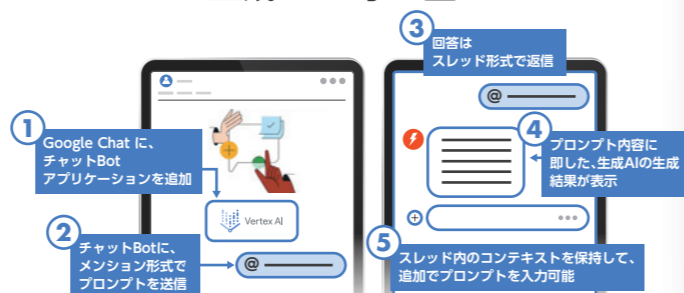 1
Google Chat に、
チャットBot
アプリケーションを追加
Vertex AI
2
チャットBotに、
メンション形式で
プロンプトを送信
@
3
回答は
スレッド形式で返信
@
4
プロンプト内容に
即した、生成AIの生成
結果が表示
5
スレッド内のコンテキストを保持して、
追加でプロンプトを入力可能